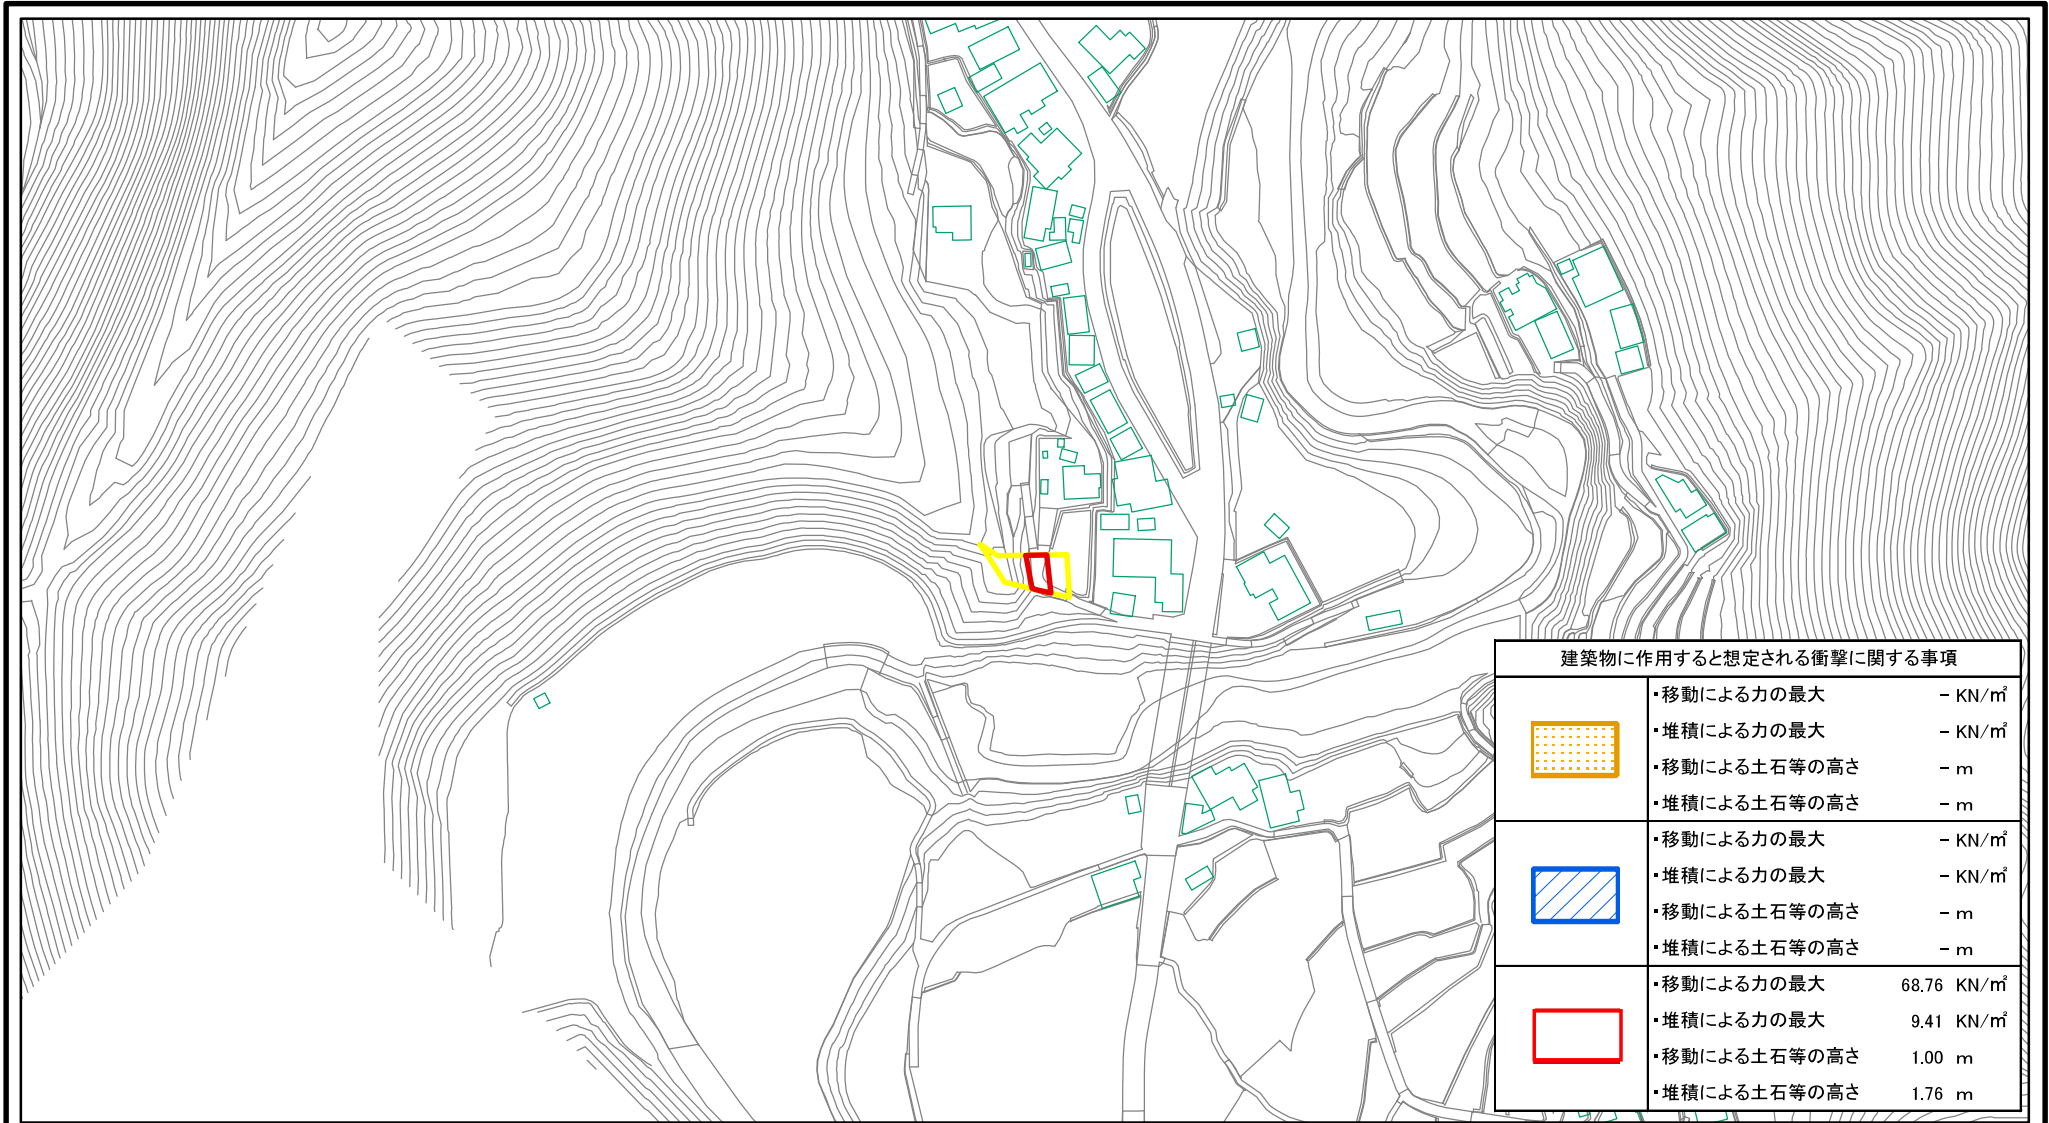 建築物に作用すると想定される衝撃に関する事項
・移動による力の最大 － KN/㎡
・堆積による力の最大 － KN/㎡
・移動による土石等の高さ － m
・堆積による土石等の高さ － m
・移動による力の最大 － KN/㎡
・堆積による力の最大 － KN/㎡
・移動による土石等の高さ － m
・堆積による土石等の高さ － m
・移動による力の最大 68.76 KN/㎡
・堆積による力の最大 9.41 KN/㎡
・移動による土石等の高さ 1.00 m
・堆積による土石等の高さ 1.76 m